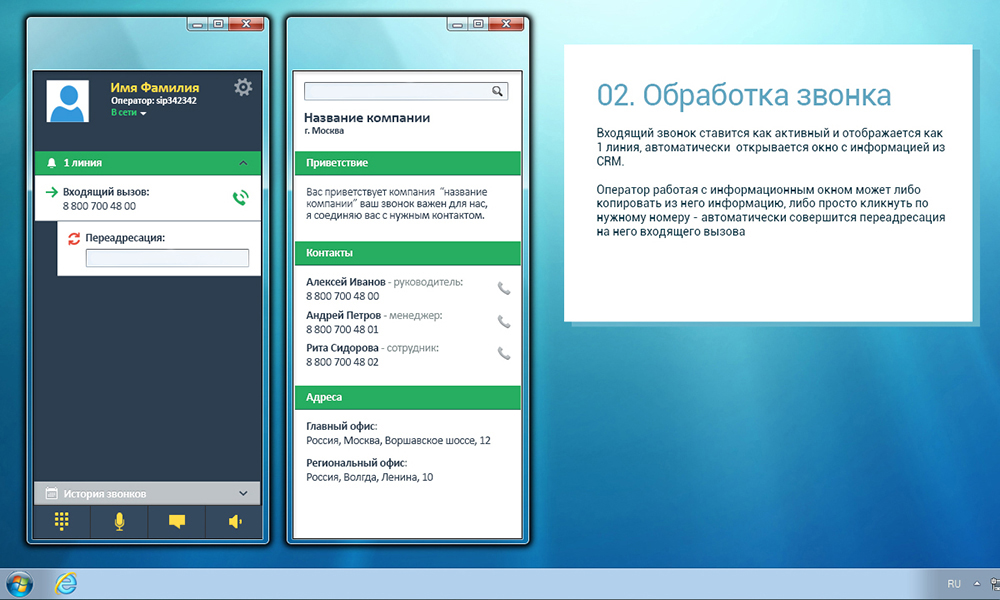 Имя Фамилия
Оператор: sip342342
В сети
1 линия
Входящий вызов:
8 800 700 48 00
Переадресация:
История звонков
Название компании
г. Москва
Приветствие
Вас приветствует компания "название
компании" ваш звонок важен для нас,
я соединяю вас с нужным контактом.
Контакты
Алексей Иванов - руководитель:
8 800 700 48 00
Андрей Петров - менеджер:
8 800 700 48 01
Рита Сидорова - сотрудник:
8 800 700 48 02
Адреса
Главный офис:
Россия, Москва, Воршавское шоссе, 12
Региональный офис:
Россия, Волгда, Ленина, 10
02. Обработка звонка
Входящий звонок ставится как активный и отображается как
1 линия, автоматически открывается окно с информацией из
CRM.
Оператор работая с информационным окном может либо
копировать из него информацию, либо просто кликнуть по
нужному номеру - автоматически совершится переадресация
на него входящего вызова
RU